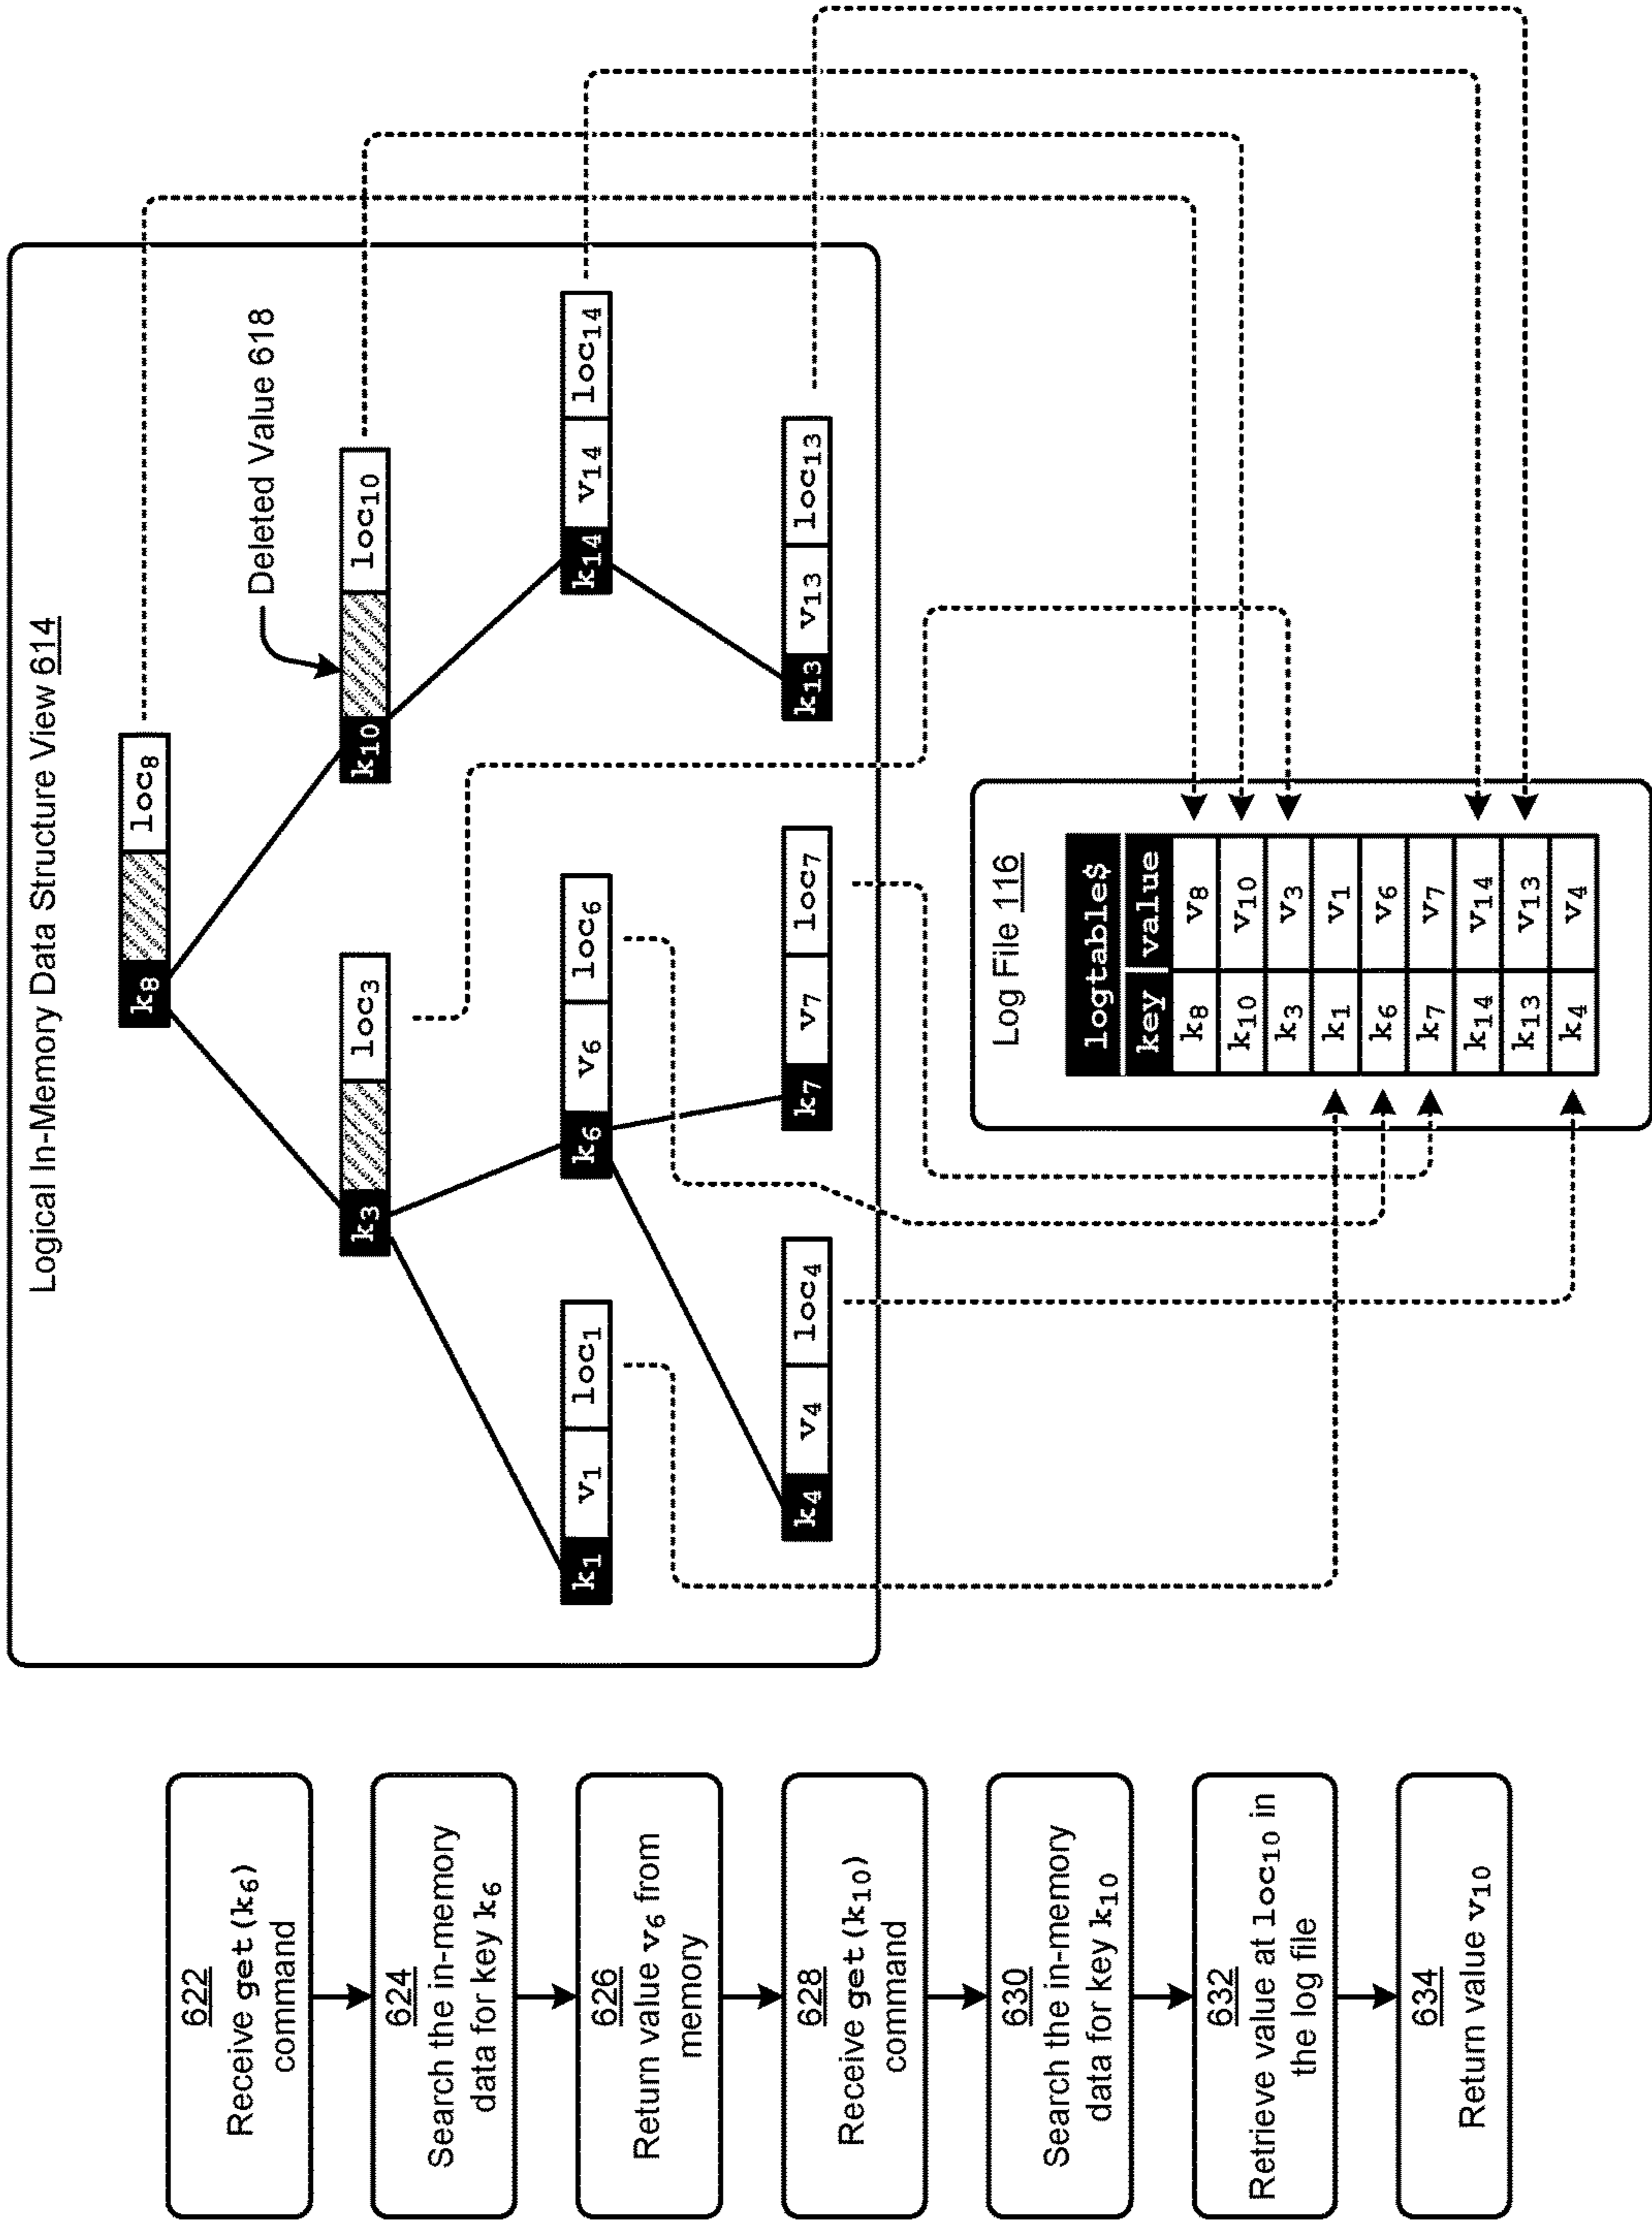 622
Receive get(k6)
command
624
Search the in-memory
data for key k6
626
Return value v6 from
memory
628
Receive get(k10)
command
630
Search the in-memory
data for key k10
632
Retrieve value at loc10 in
the log file
634
Return value v10
Logical In-Memory Data Structure View 614
k8 loc8
Deleted Value 618
k3 loc3
k10 loc10
k1 v1 loc1
k6 v6 loc6
k14 v14 loc14
k4 v4 loc4
k7 v7 loc7
k13 v13 loc13
Log File 116
logtable$
key value
k8 v8
k10 v10
k3 v3
k1 v1
k6 v6
k7 v7
k14 v14
k13 v13
k4 v4